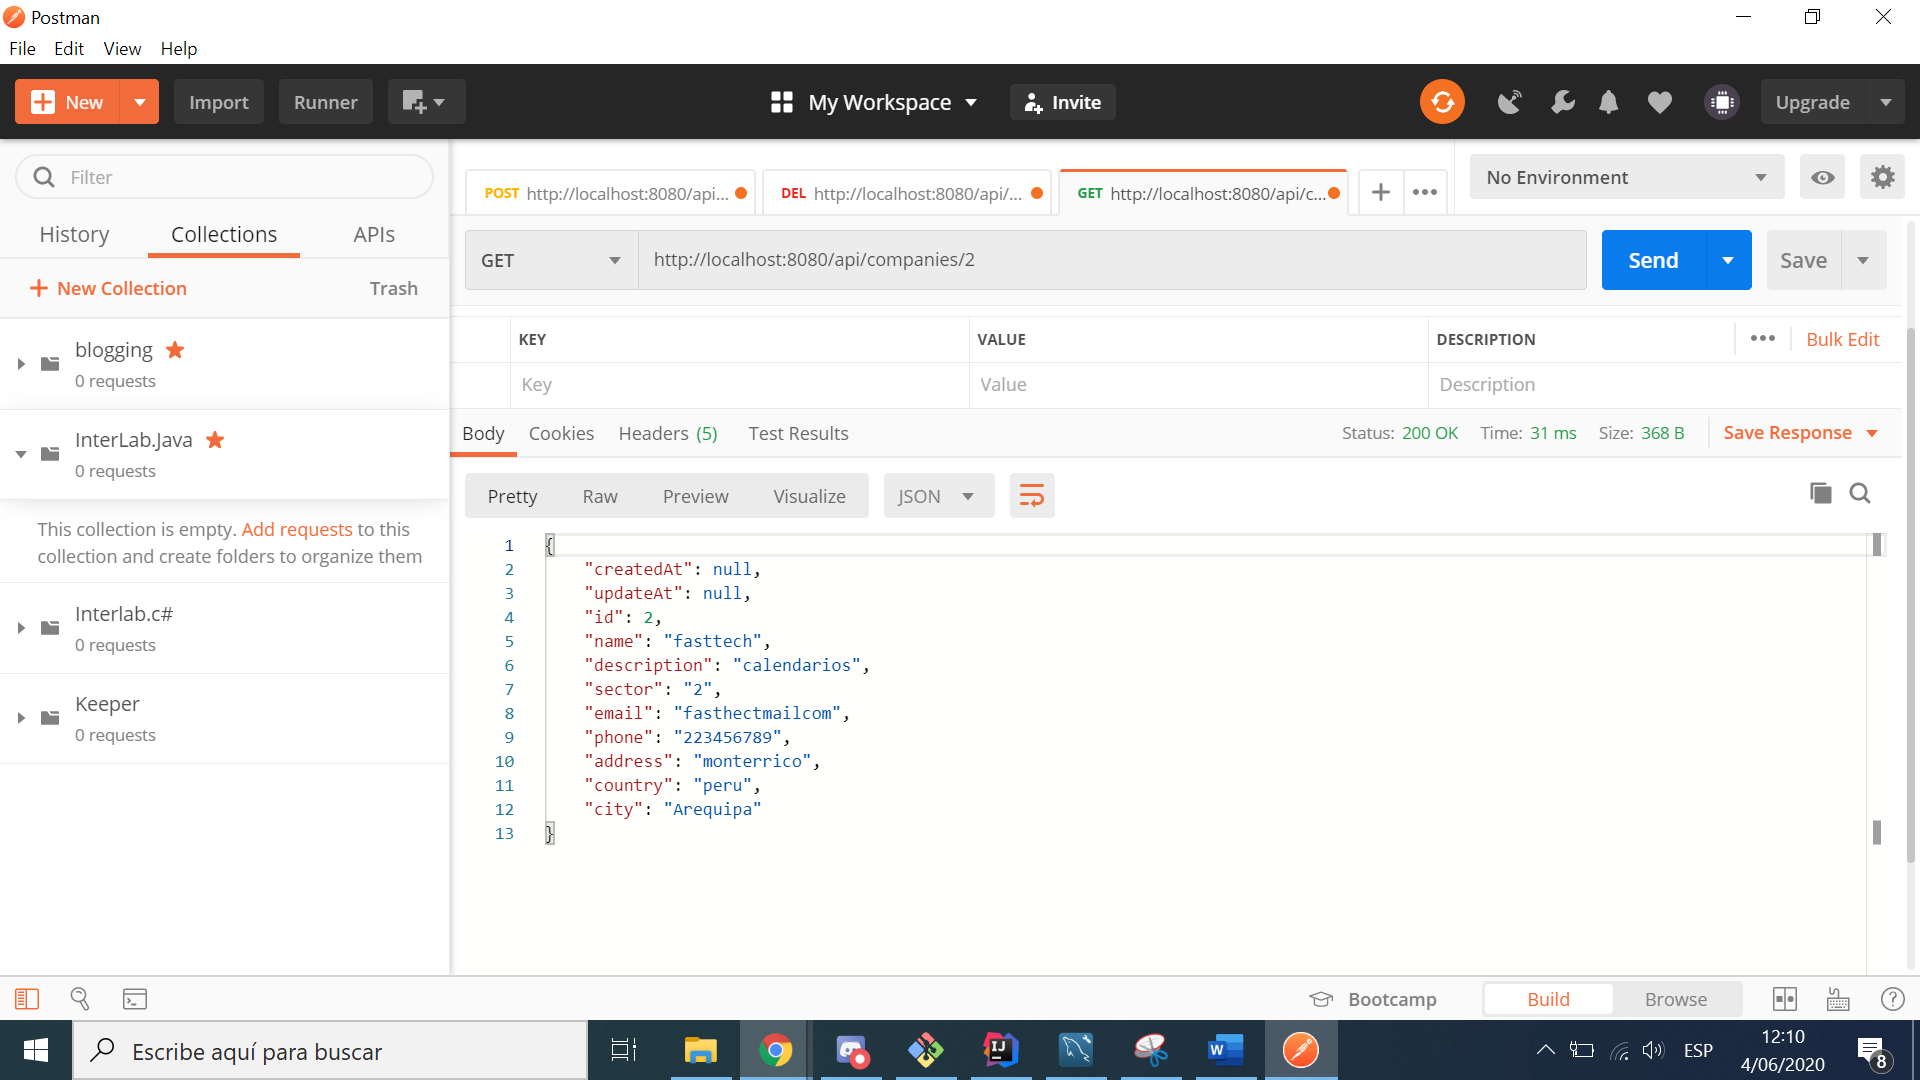 Postman
File Edit View Help
New Import Runner My Workspace Invite Upgrade
Filter
History Collections APIs
+ New Collection Trash
blogging
0 requests
InterLab.Java
0 requests
This collection is empty. Add requests to this
collection and create folders to organize them
Interlab.c#
0 requests
Keeper
0 requests
POST http://localhost:8080/api... DEL http://localhost:8080/api/... GET http://localhost:8080/api/c... + ••• No Environment
GET http://localhost:8080/api/companies/2 Send Save
KEY VALUE DESCRIPTION ••• Bulk Edit
Key Value Description
Body Cookies Headers (5) Test Results Status: 200 OK Time: 31 ms Size: 368 B Save Response
Pretty Raw Preview Visualize JSON
1 {
2 "createdAt": null,
3 "updateAt": null,
4 "id": 2,
5 "name": "fasttech",
6 "description": "calendarios",
7 "sector": "2",
8 "email": "fasthectmailcom",
9 "phone": "223456789",
10 "address": "monterrico",
11 "country": "peru",
12 "city": "Arequipa"
13 }
Bootcamp Build Browse
Escribe aquí para buscar
IJ
W
ESP
12:10
4/06/2020
8